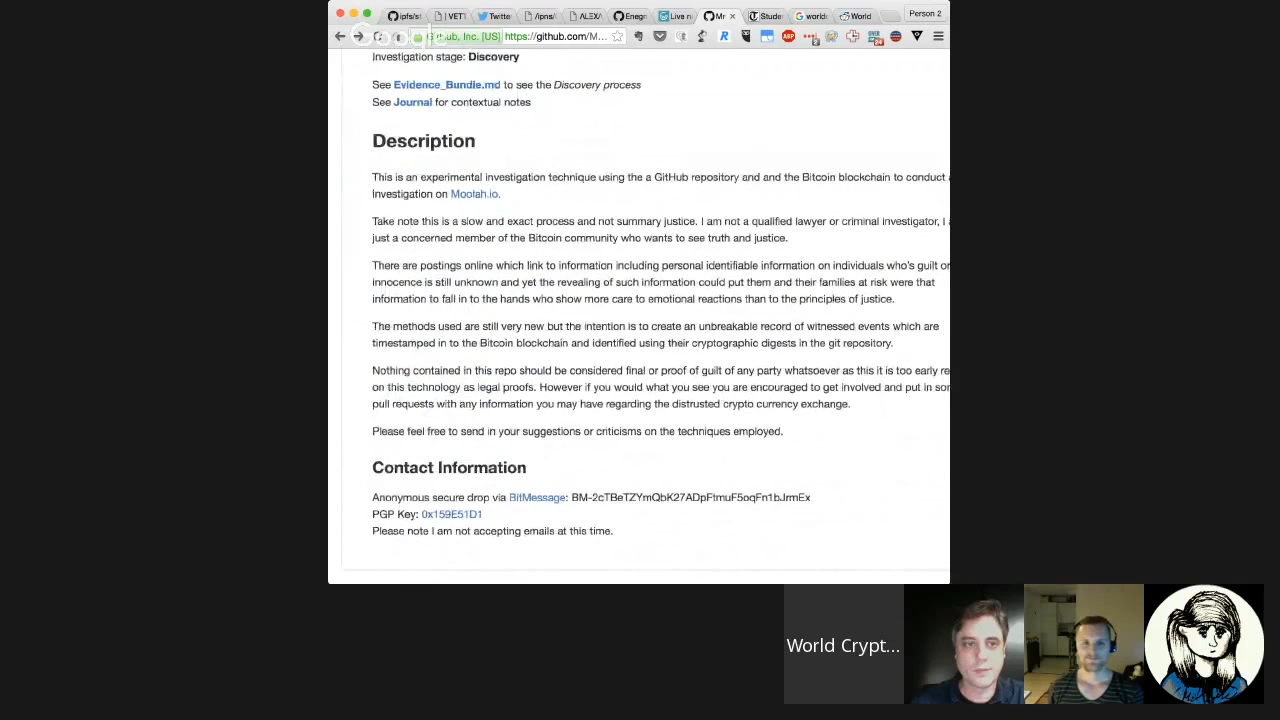 ipfs/s
VET
Twitter
/ipns/
ALEX/
Enegn
Live n
Mr
Stude
world
World
Person 2
Google
GitHub, Inc. [US]
https://github.com/M...
Investigation stage: Discovery
See Evidence_Bundle.md to see the Discovery process
See Journal for contextual notes
Description
This is an experimental investigation technique using the a GitHub repository and and the Bitcoin blockchain to conduct a
Investigation on Moolah.io.
Take note this is a slow and exact process and not summary justice. I am not a qualified lawyer or criminal investigator, I a
just a concerned member of the Bitcoin community who wants to see truth and justice.
There are postings online which link to information including personal identifiable information on individuals who's guilt or
innocence is still unknown and yet the revealing of such information could put them and their families at risk were that
information to fall in to the hands who show more care to emotional reactions than to the principles of justice.
The methods used are still very new but the intention is to create an unbreakable record of witnessed events which are
timestamped in to the Bitcoin blockchain and identified using their cryptographic digests in the git repository.
Nothing contained in this repo should be considered final or proof of guilt of any party whatsoever as this it is too early re
on this technology as legal proofs. However if you would what you see you are encouraged to get involved and put in son
pull requests with any information you may have regarding the distrusted crypto currency exchange.
Please feel free to send in your suggestions or criticisms on the techniques employed.
Contact Information
Anonymous secure drop via BitMessage: BM-2cTBeTZYmQbK27ADpFtmuF5oqFn1bJrmEx
PGP Key: 0x159E51D1
Please note I am not accepting emails at this time.
World Crypt...